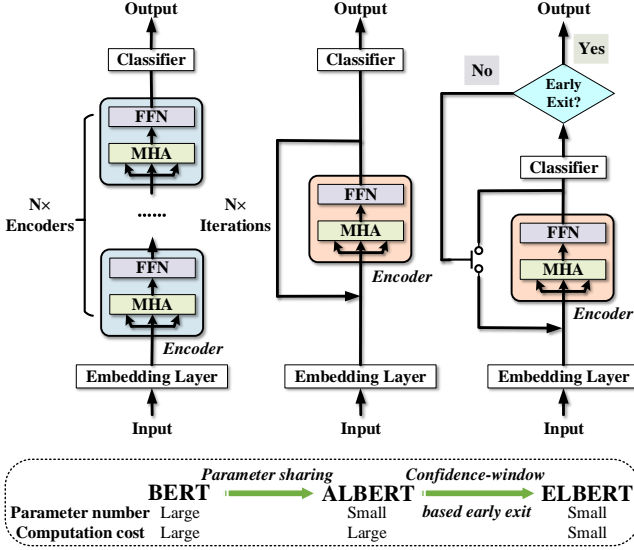 Output
Classifier
FFN
MHA
......
N×
Encoders
FFN
MHA
Encoder
Embedding Layer
Input
Output
Classifier
N×
Iterations
FFN
MHA
Encoder
Embedding Layer
Input
Output
Yes
No
Early
Exit?
Classifier
FFN
MHA
Encoder
Embedding Layer
Input
Parameter sharing
Confidence-window
BERT
ALBERT
ELBERT
based early exit
Parameter number Large Small Small
Computation cost Large Large Small